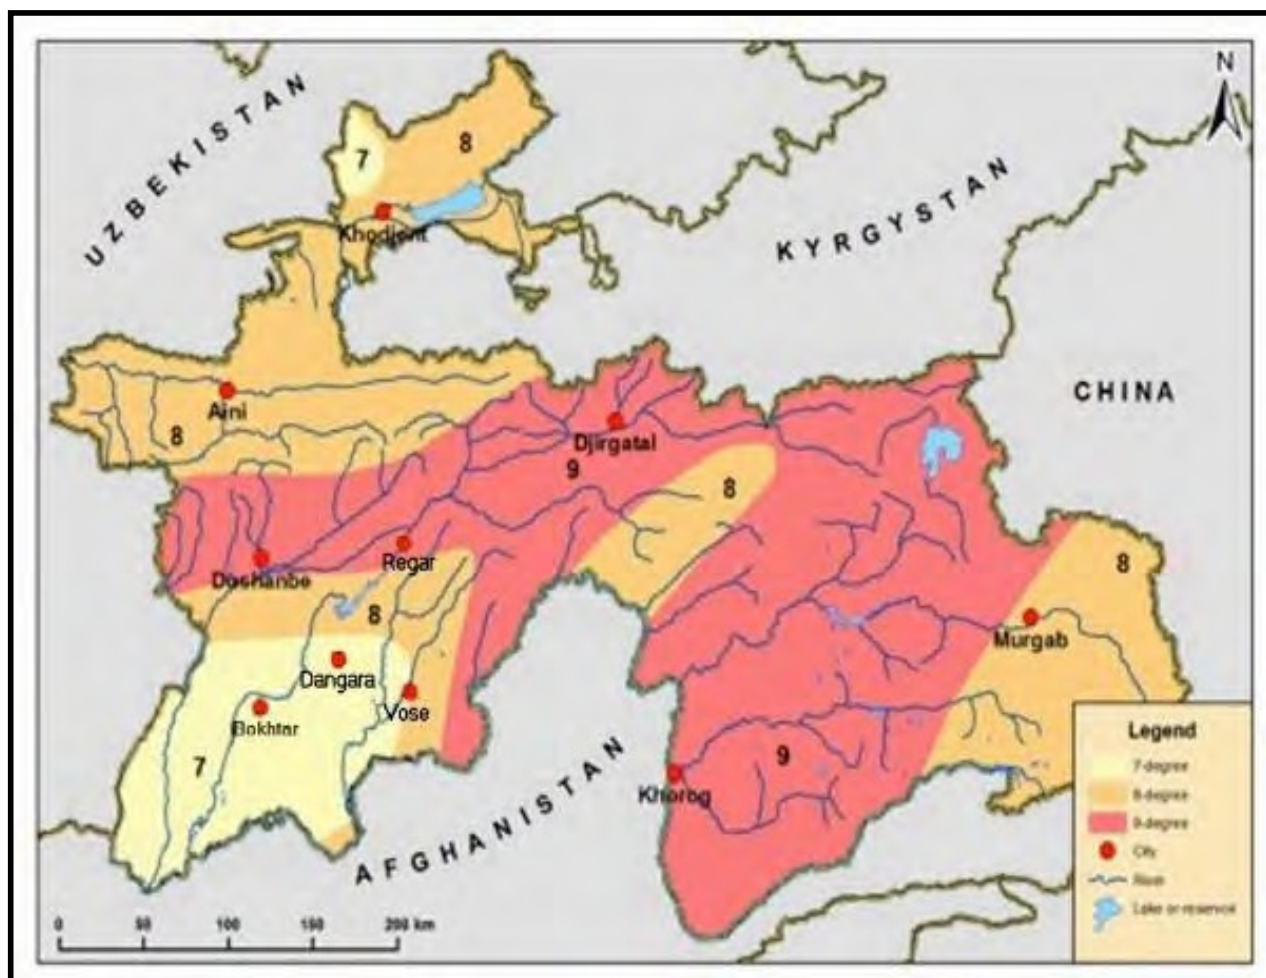 N
UZBEKISTAN
8
7
Khodjent
KYRGYSTAN
CHINA
Aini
8
Djirgatal
9
8
8
Regar
Dushanbe
8
Murgab
Dangara
Vose
Bokhtar
7
9
Khorog
AFGHANISTAN
Legend
7-degree
8-degree
9-degree
City
River
Lake or reservoir
0 50 100 150 200 km